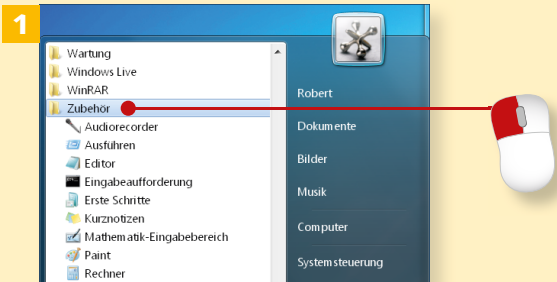 1
Wartung
Windows Live
WinRAR
Zubehör
Audiorecorder
Ausführen
Editor
Eingabeaufforderung
Erste Schritte
Kurznotizen
Mathematik-Eingabebereich
Paint
Rechner
Robert
Dokumente
Bilder
Musik
Computer
Systemsteuerung